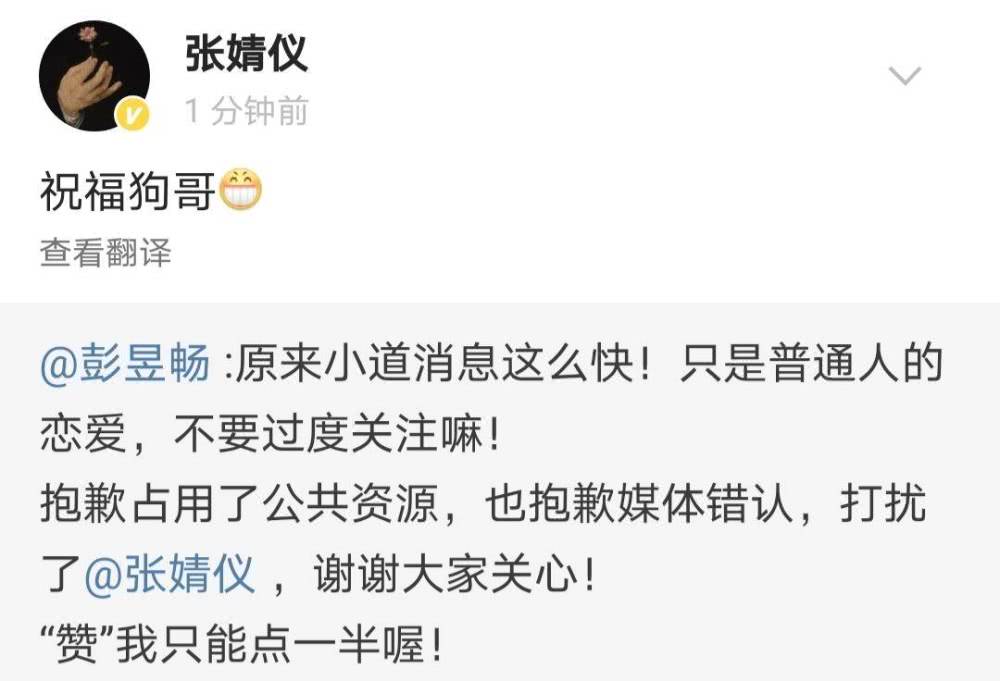 张婧仪
1 分钟前
祝福狗哥😁
查看翻译
@彭昱畅 :原来小道消息这么快！只是普通人的
恋爱，不要过度关注嘛！
抱歉占用了公共资源，也抱歉媒体错认，打扰
了@张婧仪 ，谢谢大家关心！
“赞”我只能点一半喔！